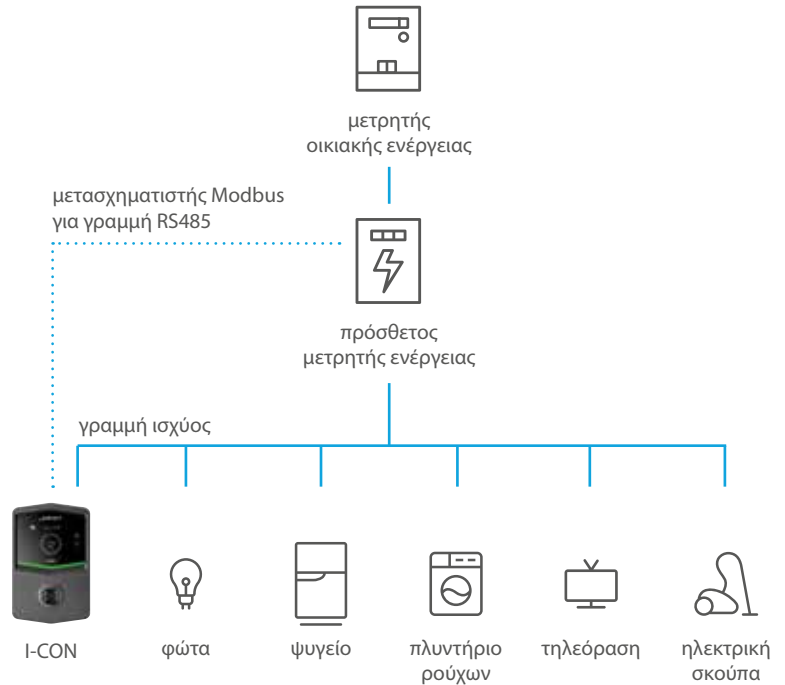 μετρητής
οικιακής ενέργειας
μετασχηματιστής Modbus
για γραμμή RS485
πρόσθετος
μετρητής ενέργειας
γραμμή ισχύος
I-CON
φώτα
ψυγείο
πλυντήριο
ρούχων
τηλεόραση
ηλεκτρική
σκούπα